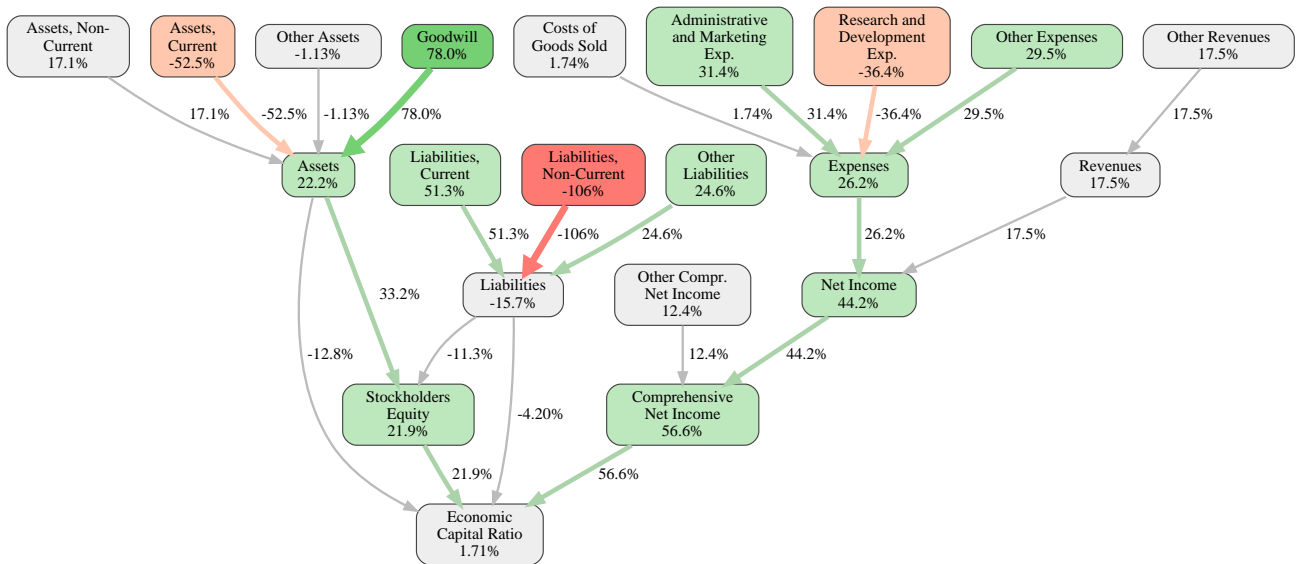 Assets, Non-
Current
17.1%
Assets,
Current
-52.5%
Other Assets
-1.13%
Goodwill
78.0%
Costs of
Goods Sold
1.74%
Administrative
and Marketing
Exp.
31.4%
Research and
Development
Exp.
-36.4%
Other Expenses
29.5%
Other Revenues
17.5%
17.1%
-52.5%
-1.13%
78.0%
1.74%
31.4%
-36.4%
29.5%
17.5%
Assets
22.2%
Liabilities,
Current
51.3%
Liabilities,
Non-Current
-106%
Other
Liabilities
24.6%
Expenses
26.2%
Revenues
17.5%
51.3%
-106%
24.6%
26.2%
17.5%
33.2%
Liabilities
-15.7%
Other Compr.
Net Income
12.4%
Net Income
44.2%
-12.8%
-11.3%
12.4%
44.2%
Stockholders
Equity
21.9%
-4.20%
Comprehensive
Net Income
56.6%
21.9%
56.6%
Economic
Capital Ratio
1.71%